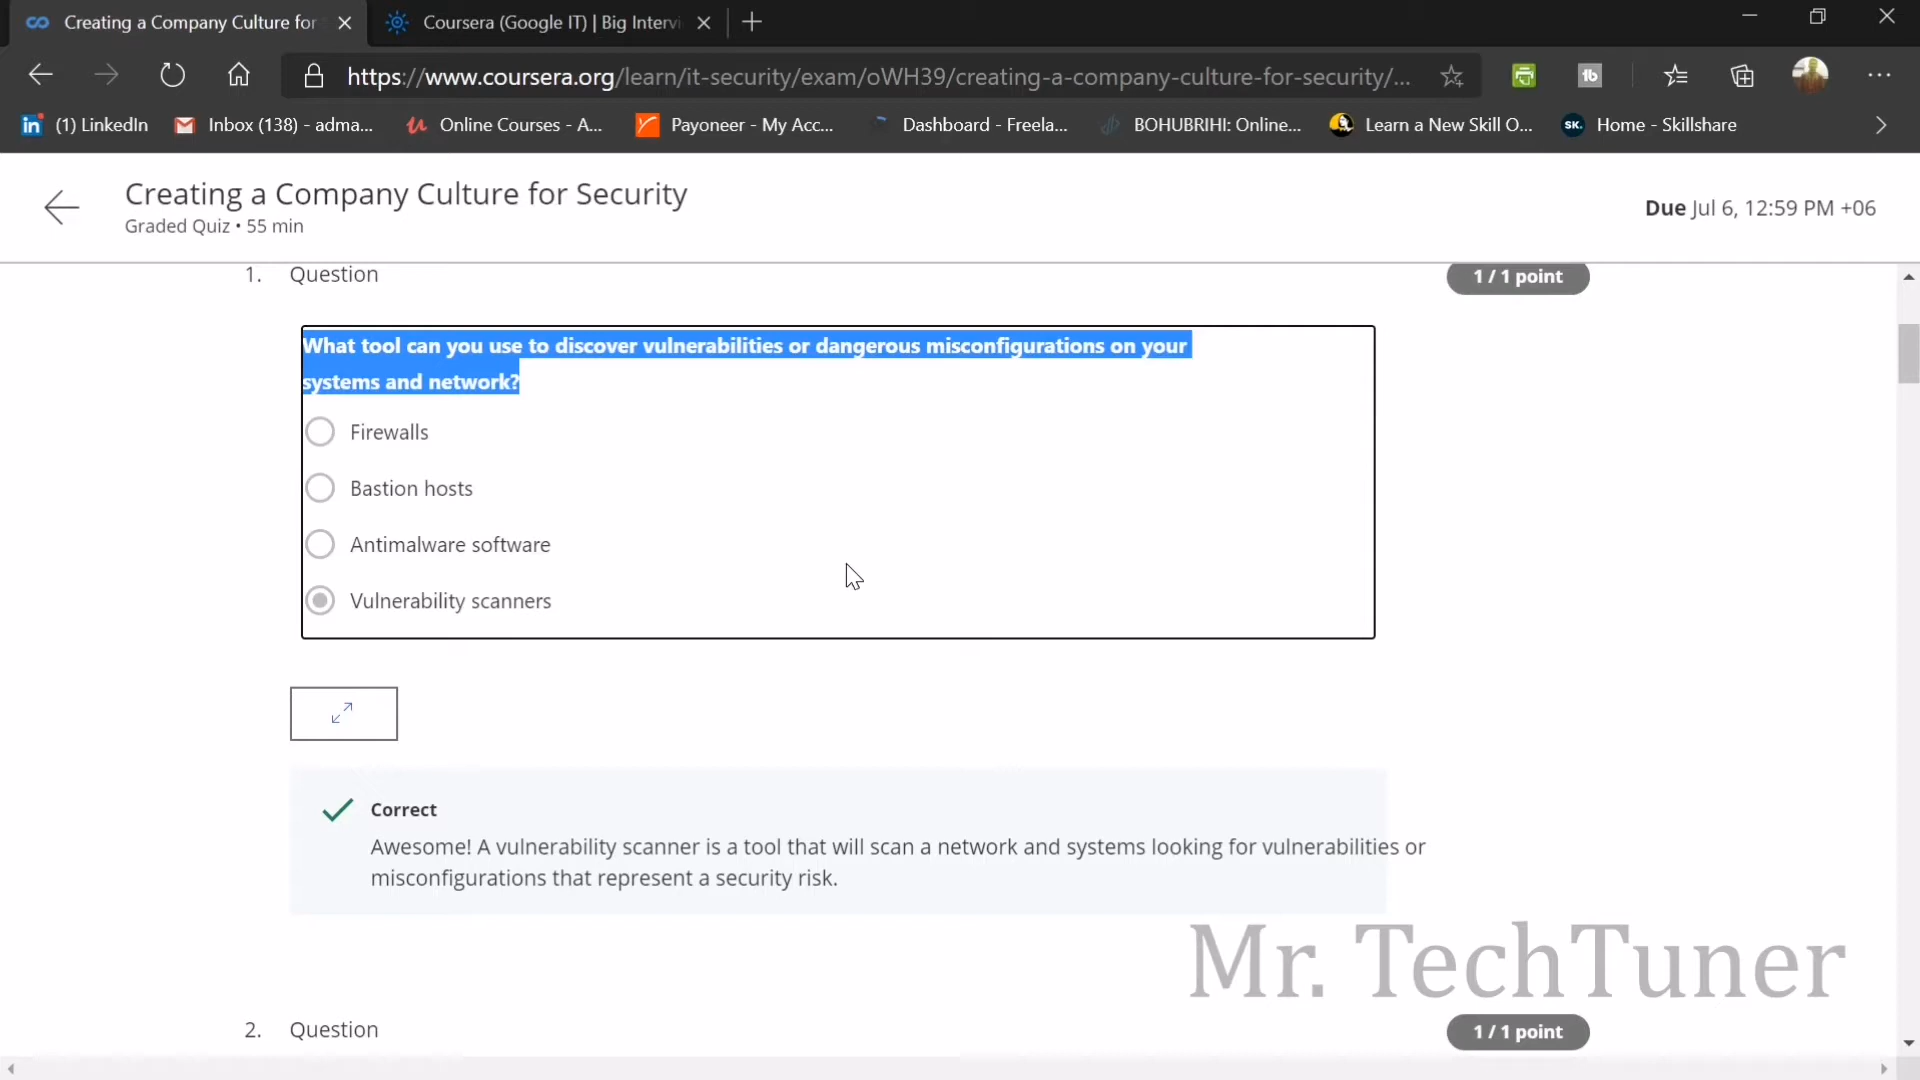 Creating a Company Culture for
Coursera (Google IT) | Big Intervi
https://www.coursera.org/learn/it-security/exam/oWH39/creating-a-company-culture-for-security/...
(1) LinkedIn
Inbox (138) - adma...
Online Courses - A...
Payoneer - My Acc...
Dashboard - Freela...
BOHUBRIHI: Online...
Learn a New Skill O...
SK.
Home - Skillshare
Creating a Company Culture for Security
Graded Quiz • 55 min
Due Jul 6, 12:59 PM +06
1. Question
1 / 1 point
What tool can you use to discover vulnerabilities or dangerous misconfigurations on your
systems and network?
Firewalls
Bastion hosts
Antimalware software
Vulnerability scanners
Correct
Awesome! A vulnerability scanner is a tool that will scan a network and systems looking for vulnerabilities or
misconfigurations that represent a security risk.
Mr. TechTuner
2. Question
1 / 1 point